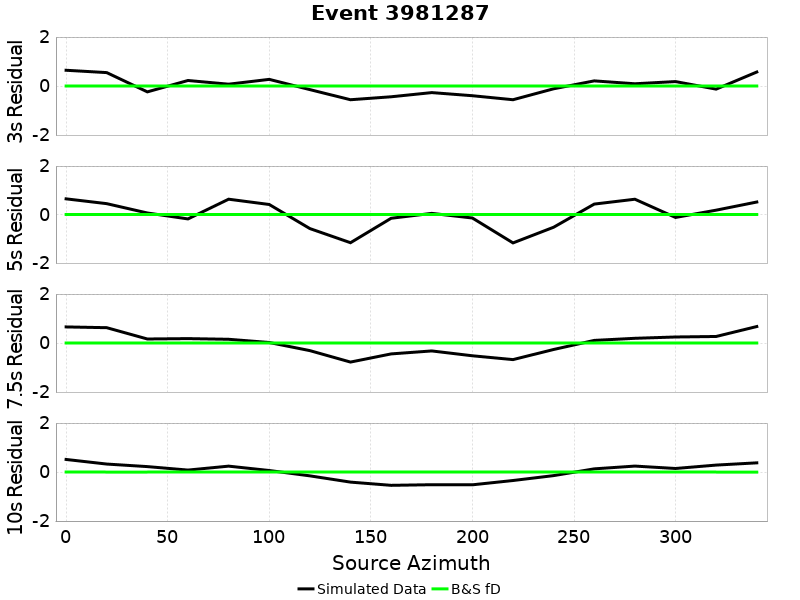 Event 3981287
3s Residual
2
0
-2
5s Residual
2
0
-2
7.5s Residual
2
0
-2
10s Residual
2
0
-2
0 50 100 150 200 250 300
Source Azimuth
Simulated Data B&S fD